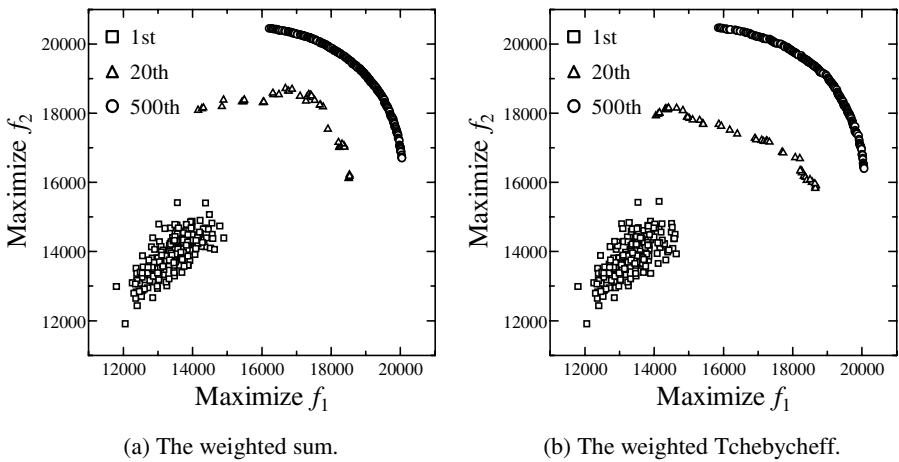 20000
18000
16000
14000
12000
Maximize f2
1st
20th
500th
12000 14000 16000 18000 20000
Maximize f1
(a) The weighted sum.
20000
18000
16000
14000
12000
Maximize f2
1st
20th
500th
12000 14000 16000 18000 20000
Maximize f1
(b) The weighted Tchebycheff.